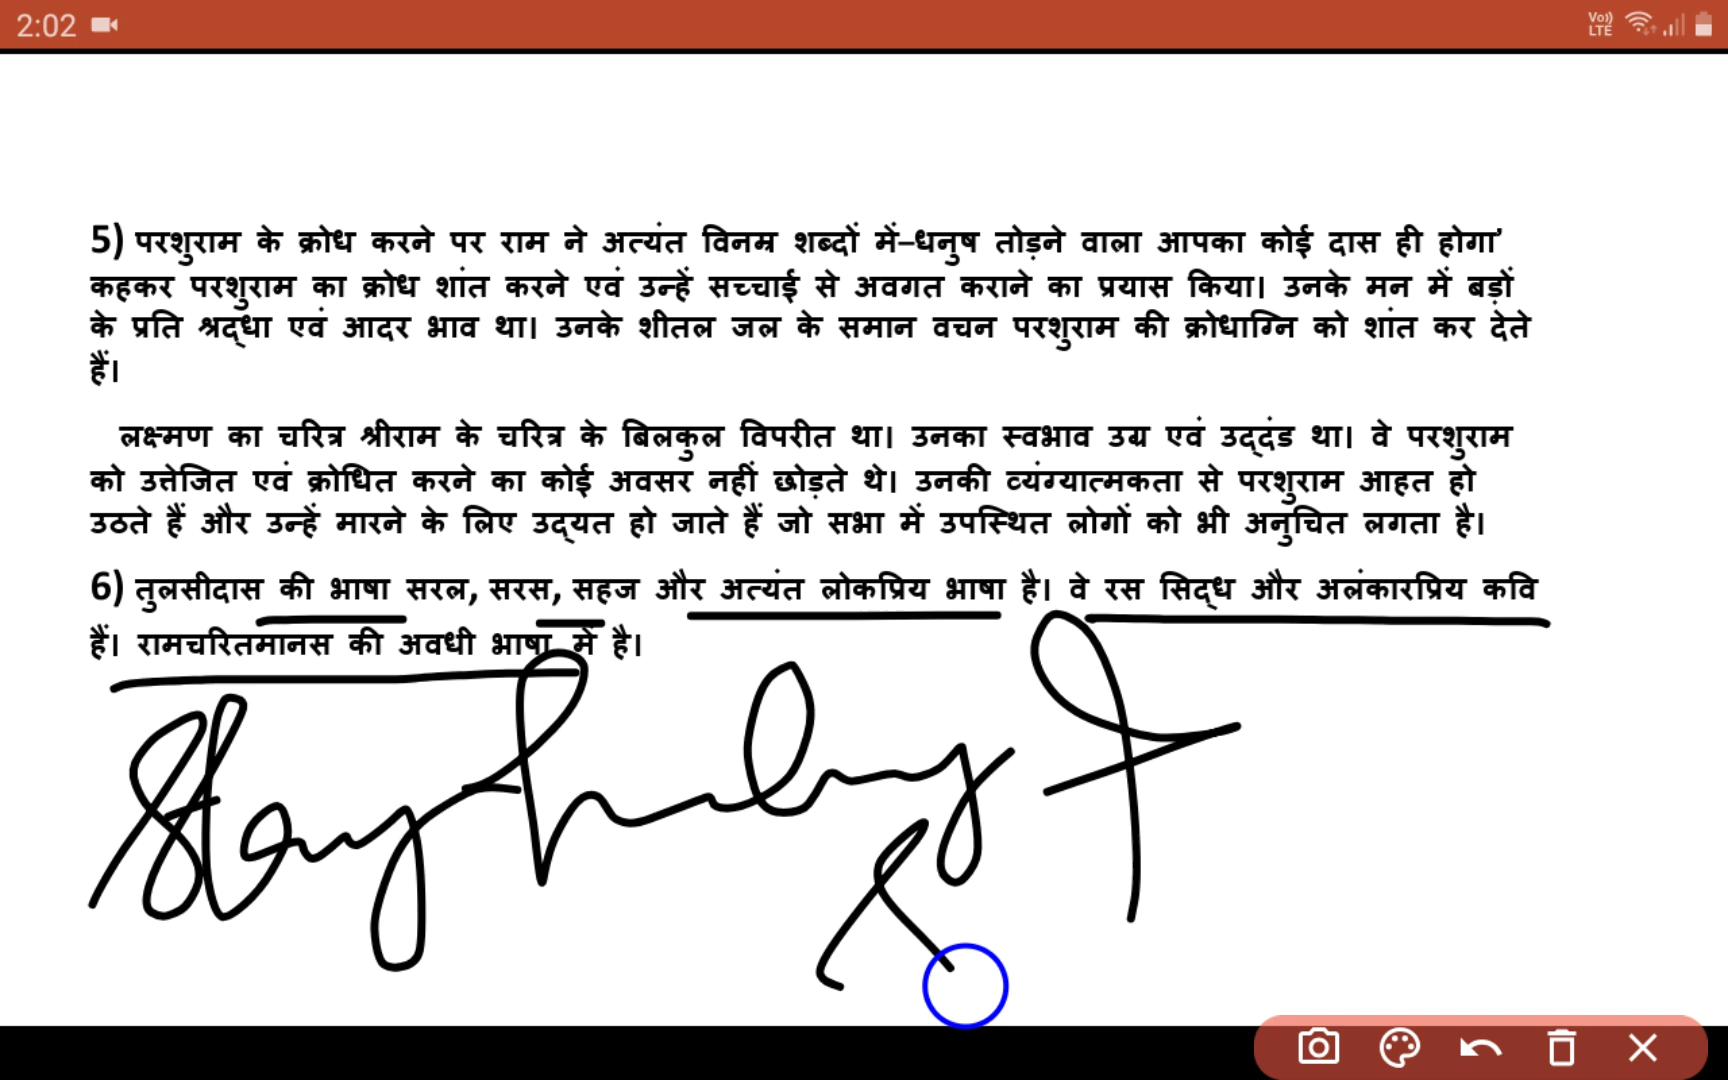 2:02
Vo)) LTE
5) परशुराम के क्रोध करने पर राम ने अत्यंत विनम्र शब्दों में–धनुष तोड़ने वाला आपका कोई दास ही होगा'
कहकर परशुराम का क्रोध शांत करने एवं उन्हें सच्चाई से अवगत कराने का प्रयास किया। उनके मन में बड़ों
के प्रति श्रद्धा एवं आदर भाव था। उनके शीतल जल के समान वचन परशुराम की क्रोधाग्नि को शांत कर देते
हैं।
लक्ष्मण का चरित्र श्रीराम के चरित्र के बिलकुल विपरीत था। उनका स्वभाव उग्र एवं उद्दंड था। वे परशुराम
को उत्तेजित एवं क्रोधित करने का कोई अवसर नहीं छोड़ते थे। उनकी व्यंग्यात्मकता से परशुराम आहत हो
उठते हैं और उन्हें मारने के लिए उद्यत हो जाते हैं जो सभा में उपस्थित लोगों को भी अनुचित लगता है।
6) तुलसीदास की भाषा सरल, सरस, सहज और अत्यंत लोकप्रिय भाषा है। वे रस सिद्ध और अलंकारप्रिय कवि
हैं। रामचरितमानस की अवधी भाषा में है।